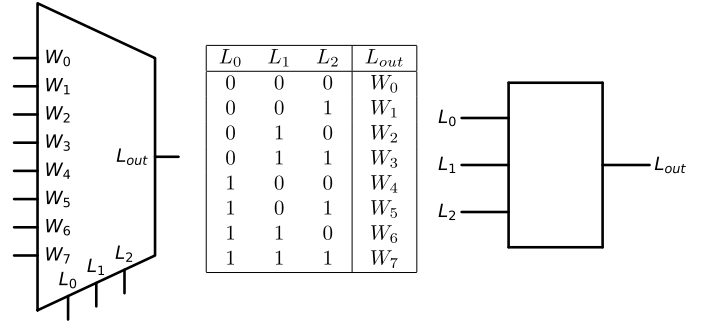 W₀
W₁
W₂
W₃
W₄
W₅
W₆
W₇
L₀
L₁
L₂
Lₒᵤₜ
L₀ L₁ L₂ Lₒᵤₜ
0 0 0 W₀
0 0 1 W₁
0 1 0 W₂
0 1 1 W₃
1 0 0 W₄
1 0 1 W₅
1 1 0 W₆
1 1 1 W₇
L₀
L₁
L₂
Lₒᵤₜ